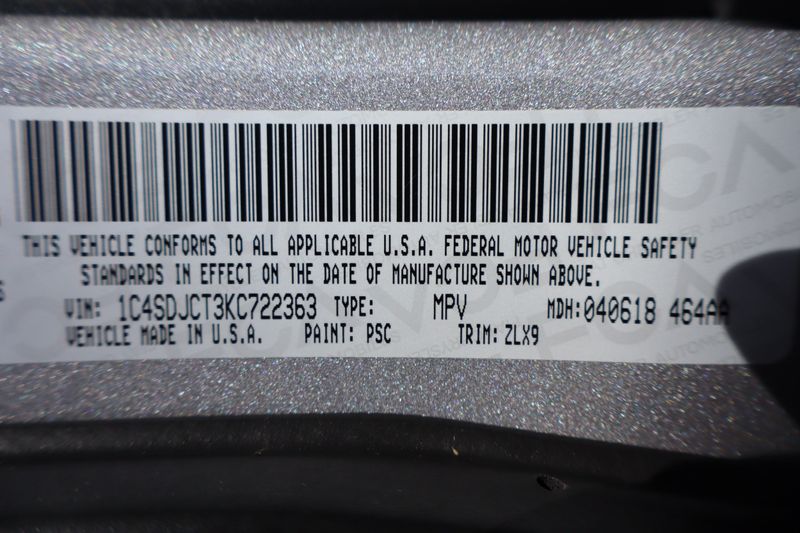 THIS VEHICLE CONFORMS TO ALL APPLICABLE U.S.A. FEDERAL MOTOR VEHICLE SAFETY
STANDARDS IN EFFECT ON THE DATE OF MANUFACTURE SHOWN ABOVE.
VIN: 1C4SDJCT3KC722363 TYPE: MPV MDH: 040618 464AA
VEHICLE MADE IN U.S.A. PAINT: PSC TRIM: ZLX9